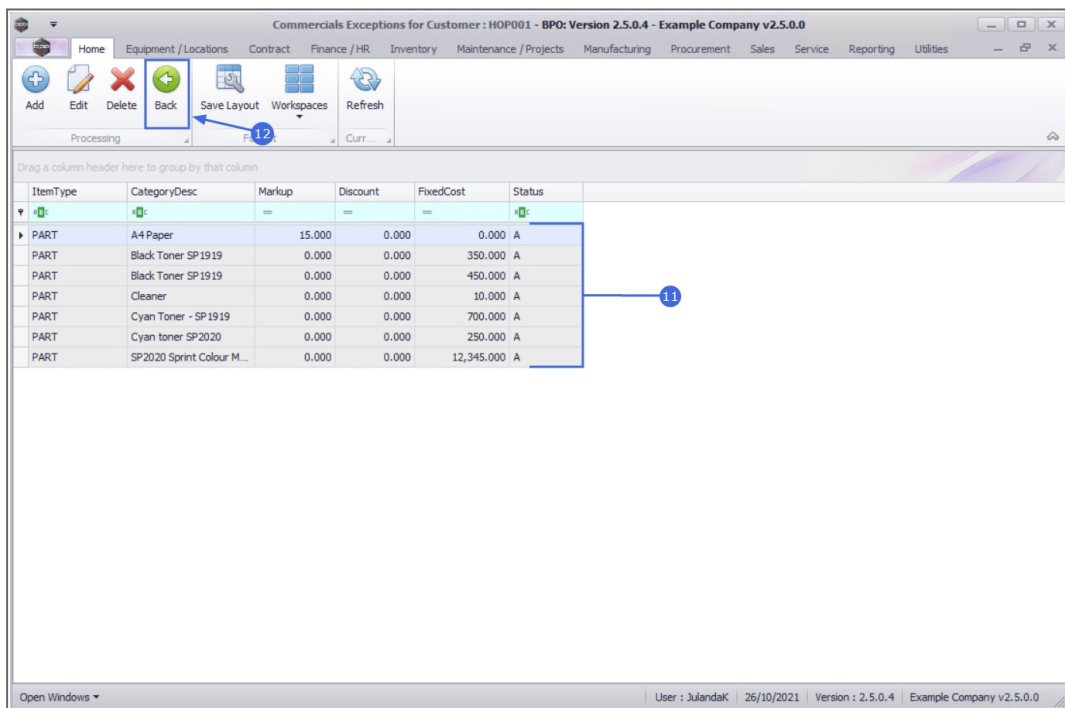 Commercials Exceptions for Customer : HOP001 - BPO: Version 2.5.0.4 - Example Company v2.5.0.0
Home Equipment / Locations Contract Finance / HR Inventory Maintenance / Projects Manufacturing Procurement Sales Service Reporting Utilities
Add Edit Delete Back Save Layout Workspaces Refresh
12
Processing Curr...
Drag a column header here to group by that column
ItemType CategoryDesc Markup Discount FixedCost Status
= = =
PART A4 Paper 15.000 0.000 0.000 A
PART Black Toner SP1919 0.000 0.000 350.000 A
PART Black Toner SP1919 0.000 0.000 450.000 A
PART Cleaner 0.000 0.000 10.000 A
11
PART Cyan Toner - SP1919 0.000 0.000 700.000 A
PART Cyan toner SP2020 0.000 0.000 250.000 A
PART SP2020 Sprint Colour M... 0.000 0.000 12,345.000 A
Open Windows User : JulandaK 26/10/2021 Version : 2.5.0.4 Example Company v2.5.0.0